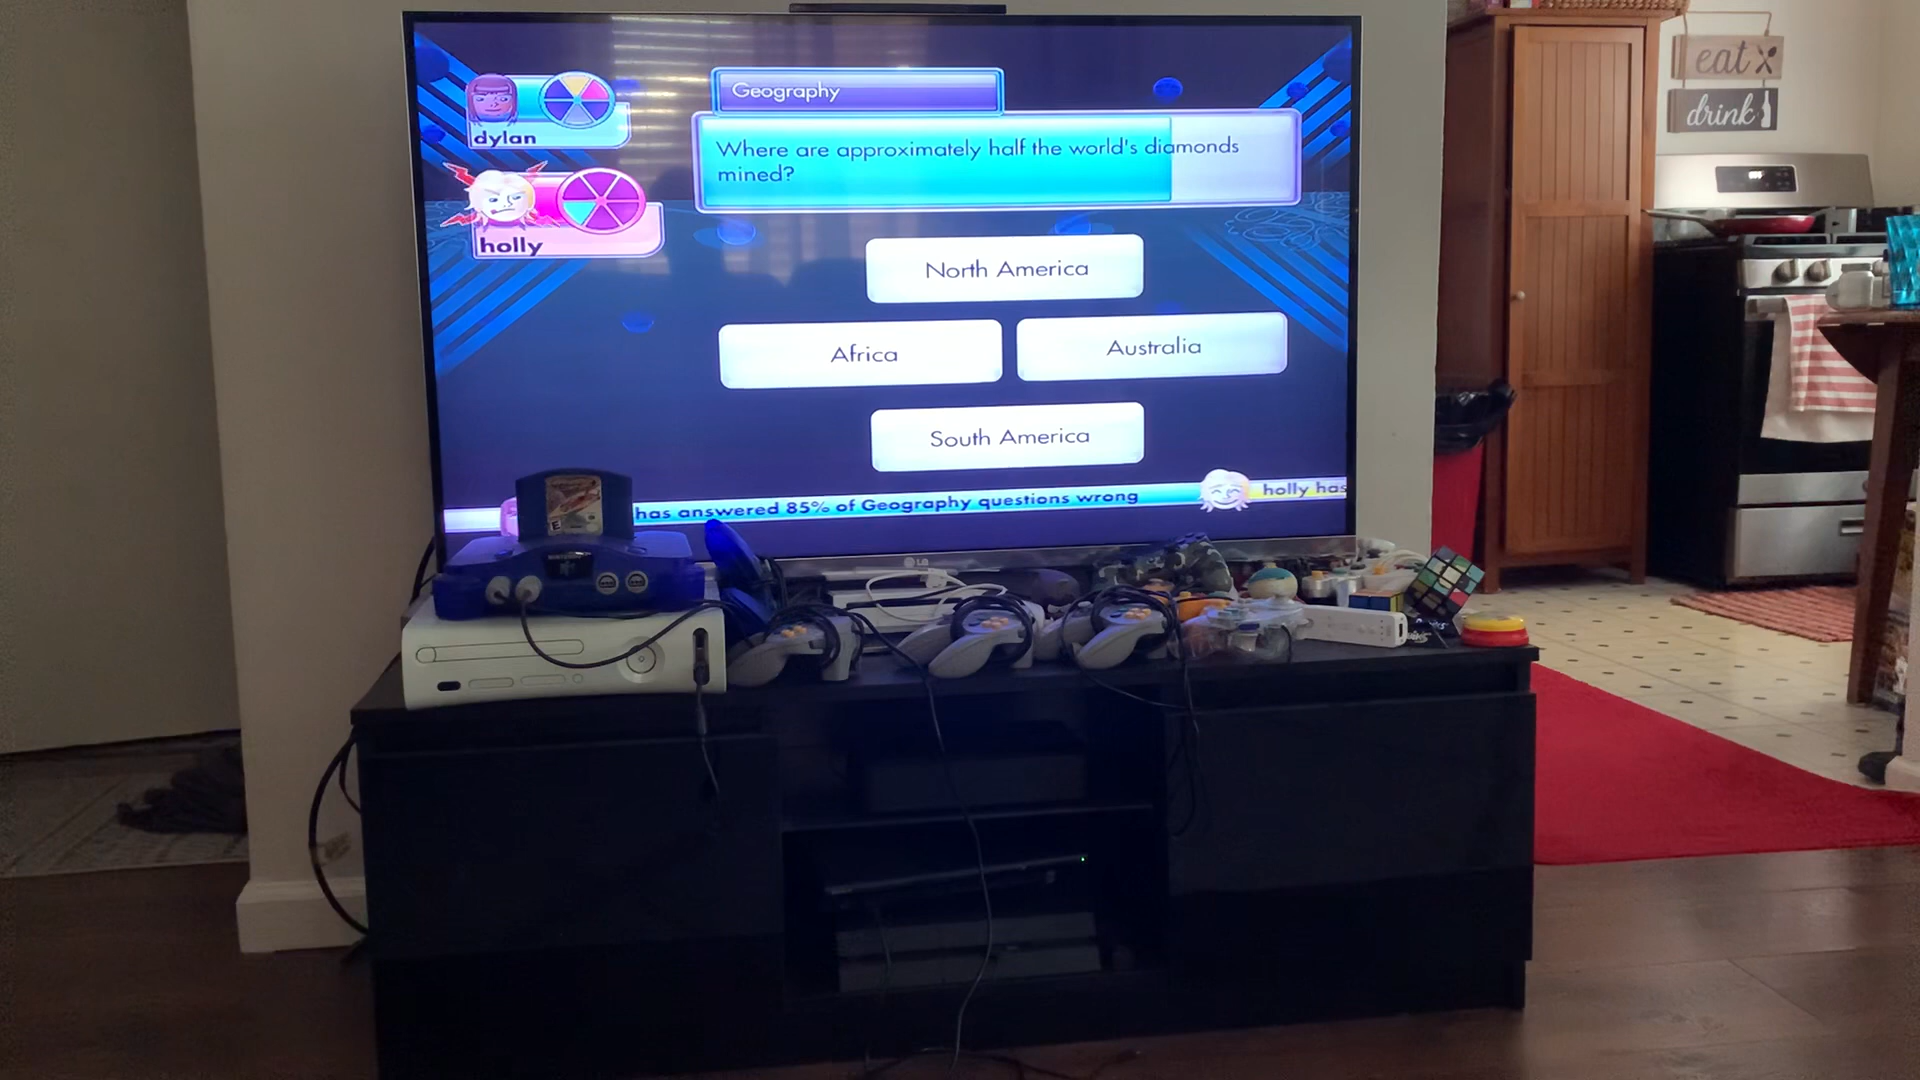 eat
drink
Geography
dylan
Where are approximately half the world's diamonds
mined?
holly
North America
Africa
Australia
South America
has answered 85% of Geography questions wrong
holly has
LG
E